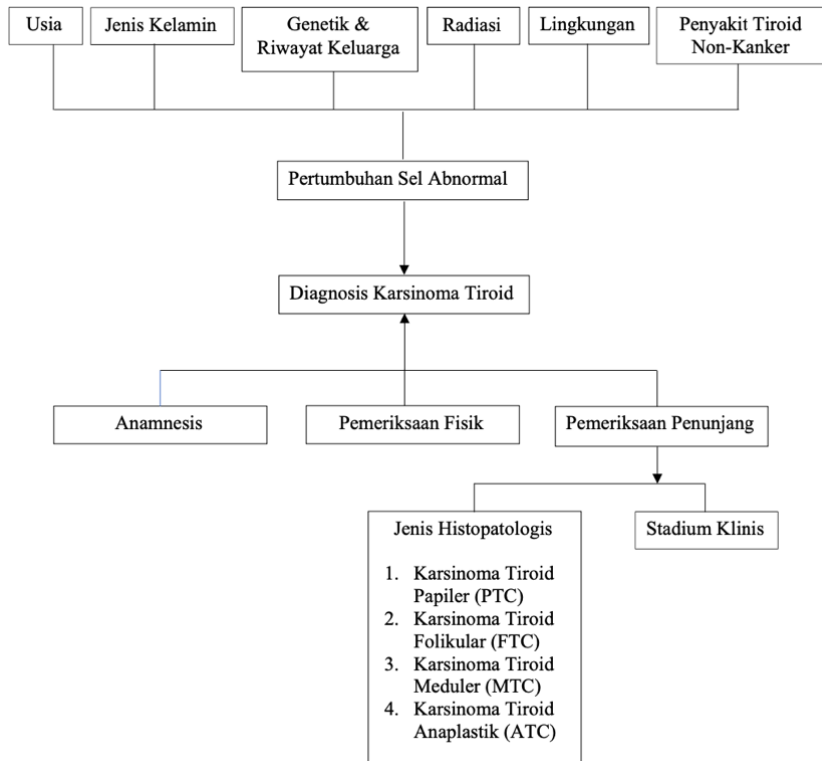 Usia
Jenis Kelamin
Genetik &
Riwayat Keluarga
Radiasi
Lingkungan
Penyakit Tiroid
Non-Kanker
Pertumbuhan Sel Abnormal
Diagnosis Karsinoma Tiroid
Anamnesis
Pemeriksaan Fisik
Pemeriksaan Penunjang
Jenis Histopatologis
1. Karsinoma Tiroid
Papiler (PTC)
2. Karsinoma Tiroid
Folikular (FTC)
3. Karsinoma Tiroid
Meduler (MTC)
4. Karsinoma Tiroid
Anaplastik (ATC)
Stadium Klinis